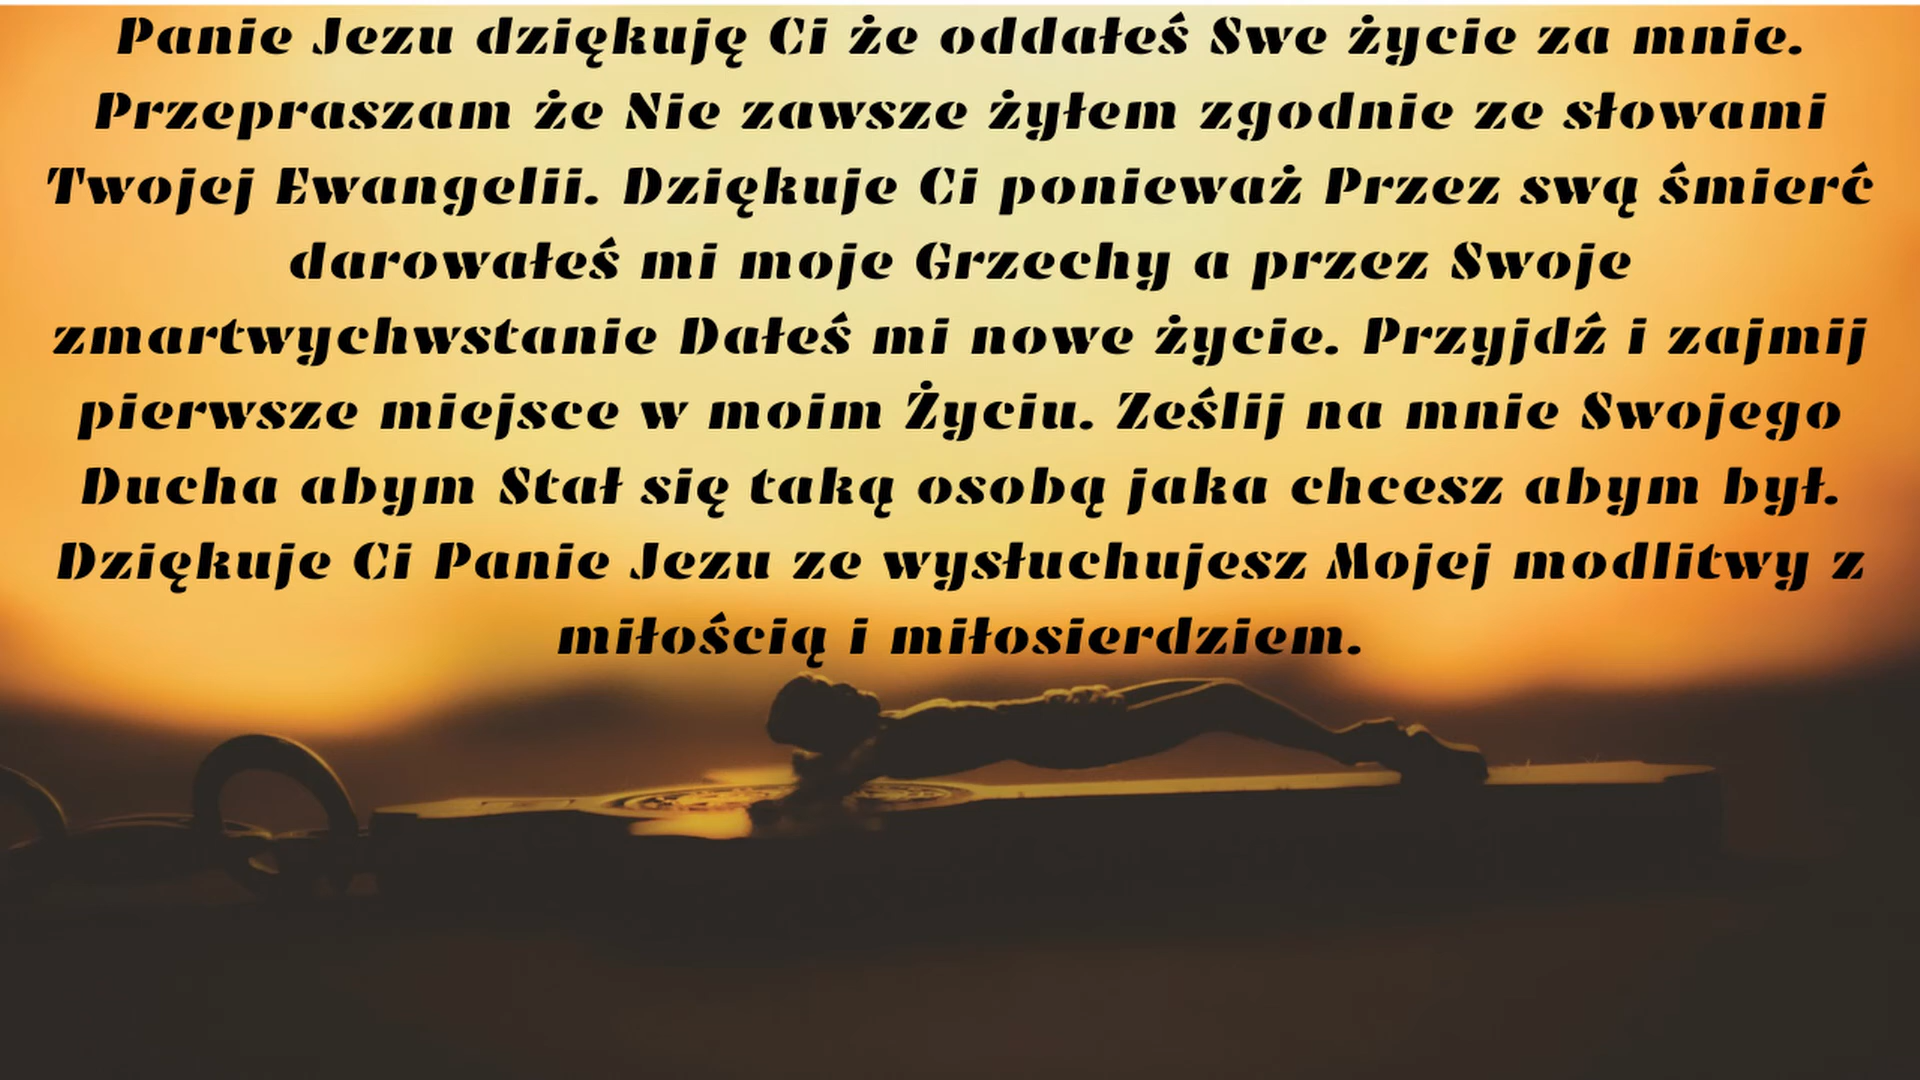 Panie Jezu dziękuję Ci że oddałeś Swe życie za mnie.
Przepraszam że Nie zawsze żyłem zgodnie ze słowami
Twojej Ewangelii. Dziękuje Ci ponieważ Przez swą śmierć
darowałeś mi moje Grzechy a przez Swoje
zmartwychwstanie Dałeś mi nowe życie. Przyjdź i zajmij
pierwsze miejsce w moim Życiu. Ześlij na mnie Swojego
Ducha abym Stał się taką osobą jaka chcesz abym był.
Dziękuje Ci Panie Jezu ze wysłuchujesz Mojej modlitwy z
miłością i miłosierdziem.